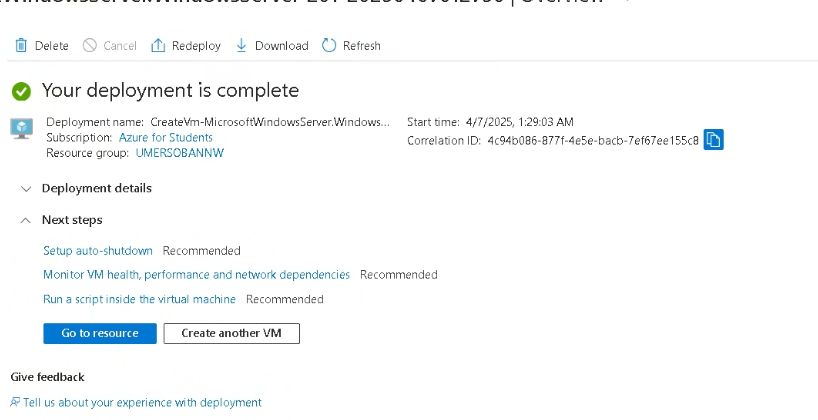 Delete Cancel Redeploy Download Refresh
Your deployment is complete
Deployment name: CreateVm-MicrosoftWindowsServer.Windows... Start time: 4/7/2025, 1:29:03 AM
Subscription: Azure for Students Correlation ID: 4c94b086-877f-4e5e-bacb-7ef67ee155c8
Resource group: UMERSOBANNW
Deployment details
Next steps
Setup auto-shutdown Recommended
Monitor VM health, performance and network dependencies Recommended
Run a script inside the virtual machine Recommended
Go to resource Create another VM
Give feedback
Tell us about your experience with deployment